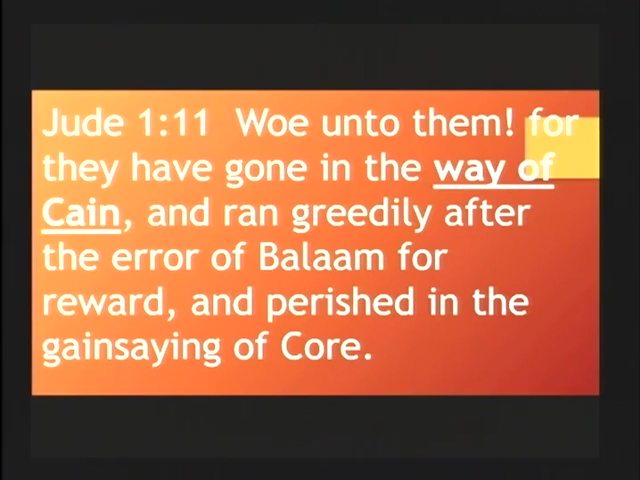 Jude 1:11  Woe unto them! for
they have gone in the way of
Cain, and ran greedily after
the error of Balaam for
reward, and perished in the
gainsaying of Core.